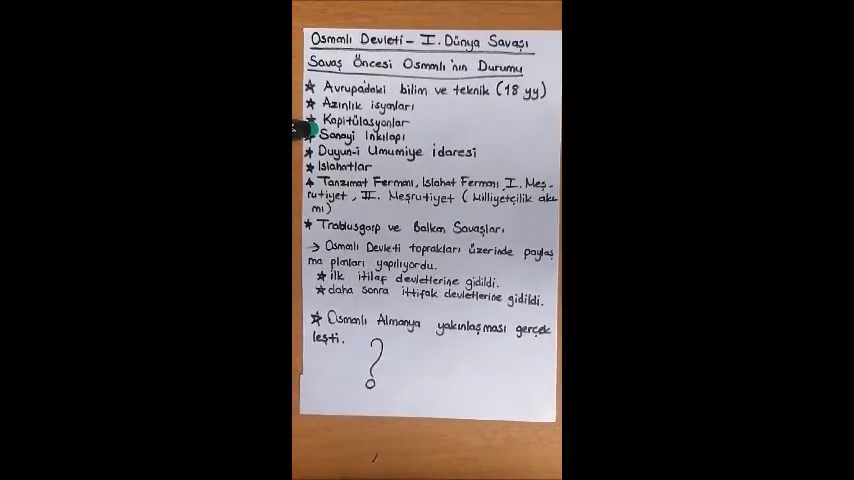 Osmanlı Devleti - I. Dünya Savaşı
Savaş Öncesi Osmanlı'nın Durumu
★ Avrupadaki bilim ve teknik (18 yy)
★ Azınlık isyanları
★ Kapitülasyonlar
★ Sanayi İnkılapı
★ Duyun-i Umumiye idaresi
★ Islahatlar
★ Tanzimat Fermanı, Islahat Fermanı, I. Meş-
rutiyet, II. Meşrutiyet (Milliyetçilik akı-
mı)
★ Trablusgarp ve Balkan Savaşları
→ Osmanlı Devleti toprakları üzerinde paylaş
ma planları yapılıyordu.
★ ilk itilaf devletlerine gidildi.
★ daha sonra ittifak devletlerine gidildi.
★ Osmanlı Almanya yakınlaşması gerçek
leşti.
?